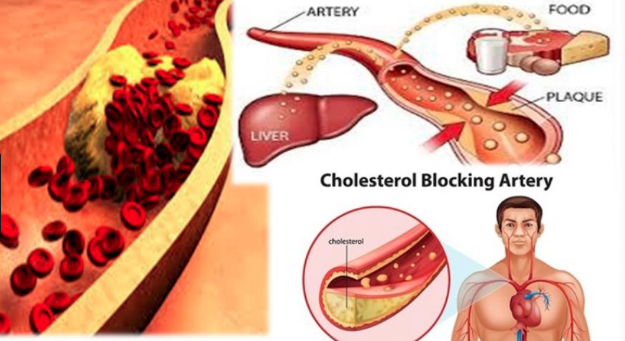 ARTERY
FOOD
PLAQUE
LIVER
Cholesterol Blocking Artery
cholesterol